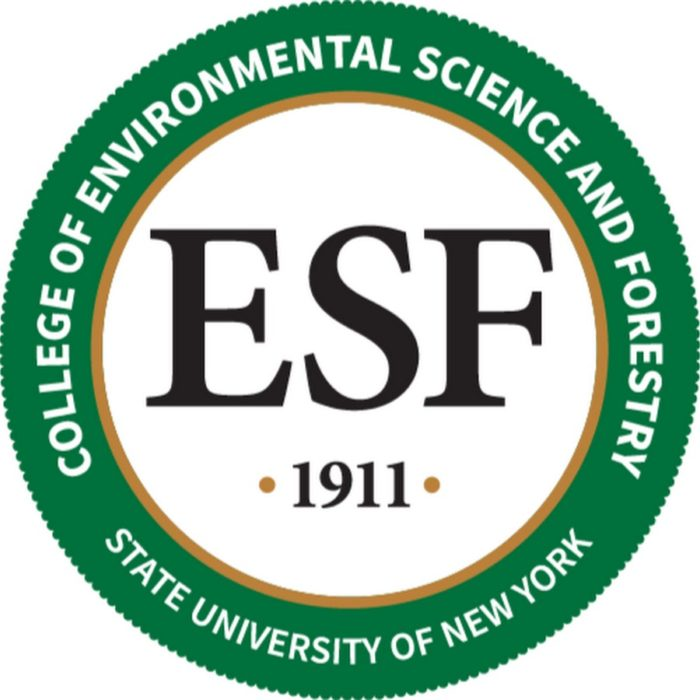 COLLEGE OF ENVIRONMENTAL SCIENCE AND FORESTRY
ESF
• 1911 •
STATE UNIVERSITY OF NEW YORK